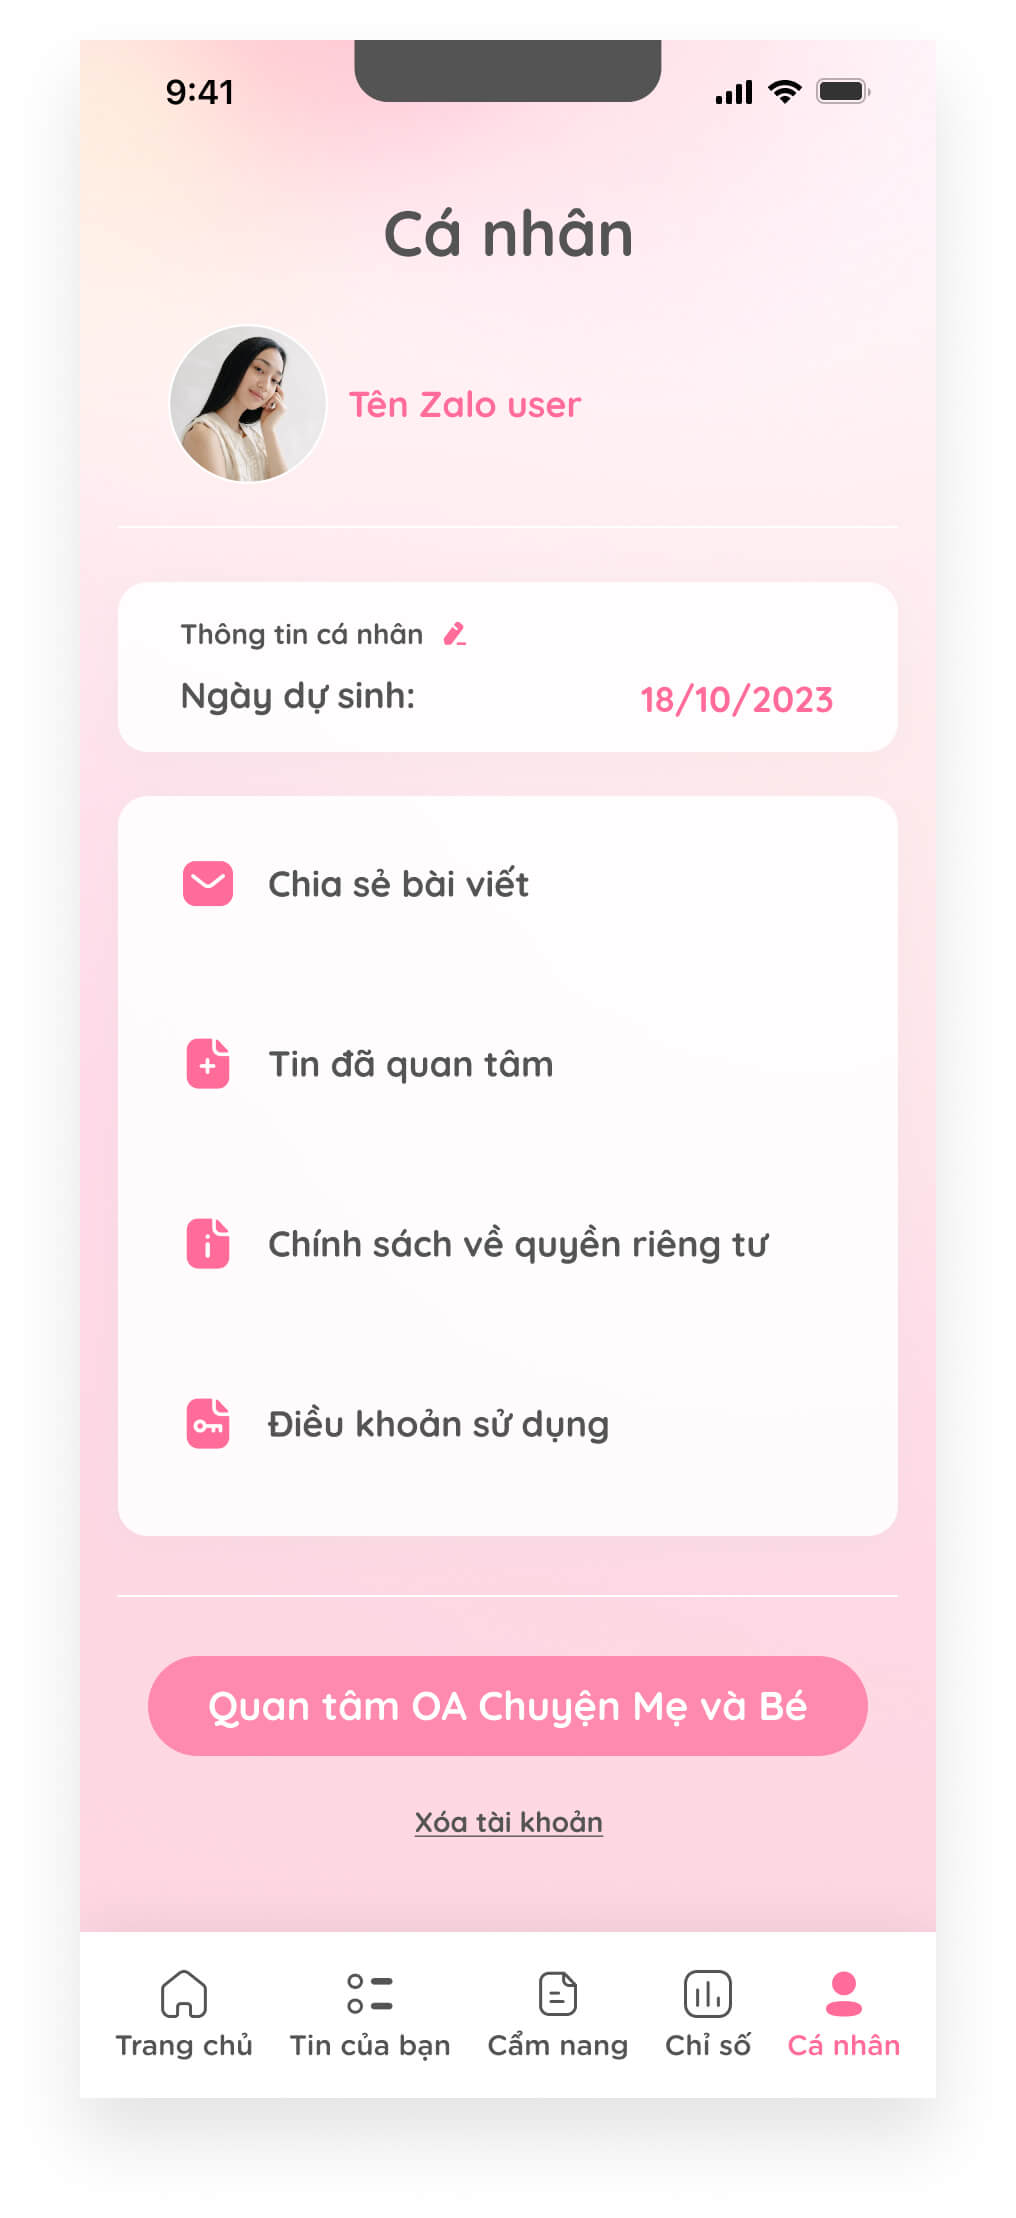 9:41
Cá nhân
Tên Zalo user
Thông tin cá nhân
Ngày dự sinh: 18/10/2023
Chia sẻ bài viết
Tin đã quan tâm
Chính sách về quyền riêng tư
Điều khoản sử dụng
Quan tâm OA Chuyện Mẹ và Bé
Xóa tài khoản
Trang chủ Tin của bạn Cẩm nang Chỉ số Cá nhân